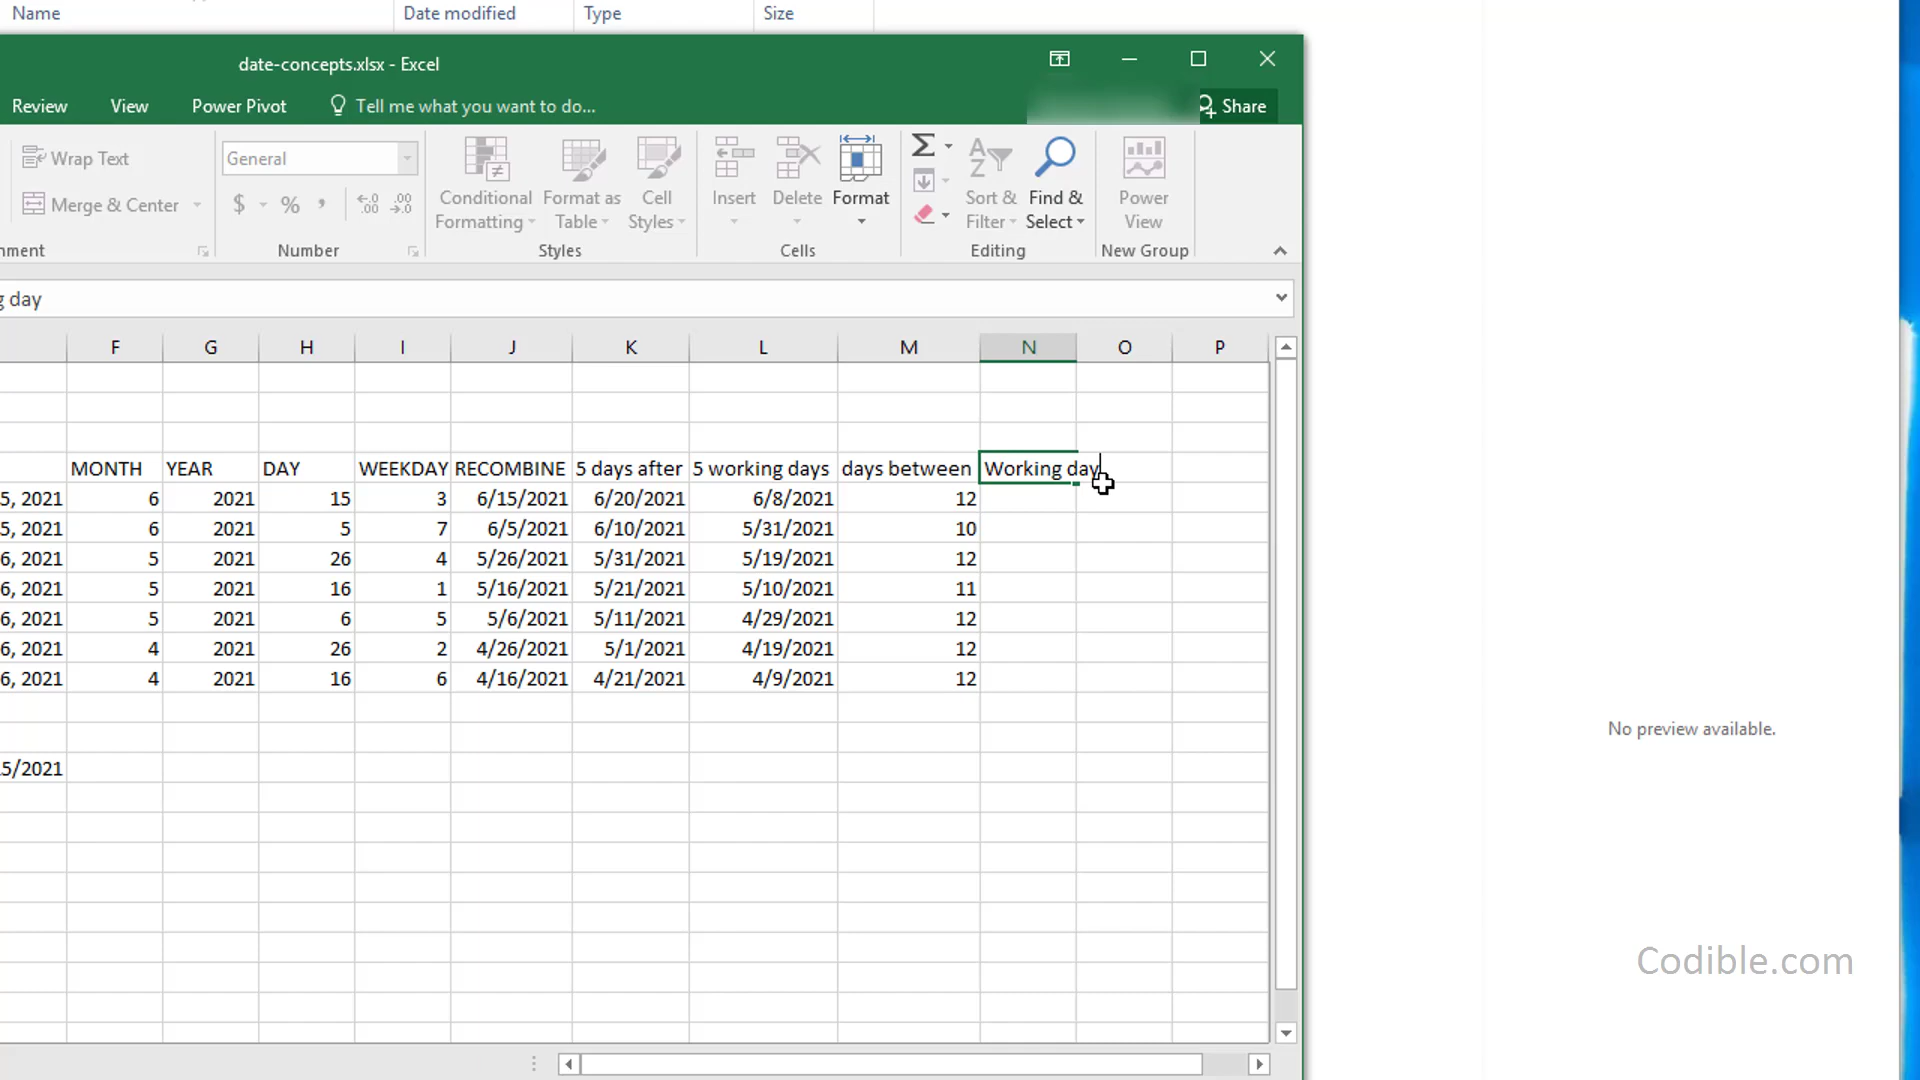 Name Date modified Type Size
date-concepts.xlsx - Excel
Review View Power Pivot Tell me what you want to do... Share
Wrap Text General
Merge & Center $ % , ←.0 .00 .00 →.0
Conditional Formatting Format as Table Cell Styles Insert Delete Format Σ Sort & Filter Find & Select Power View
nment Number Styles Cells Editing New Group
g day
F G H I J K L M N O P
MONTH YEAR DAY WEEKDAY RECOMBINE 5 days after 5 working days days between Working day
5, 2021 6 2021 15 3 6/15/2021 6/20/2021 6/8/2021 12
5, 2021 6 2021 5 7 6/5/2021 6/10/2021 5/31/2021 10
6, 2021 5 2021 26 4 5/26/2021 5/31/2021 5/19/2021 12
6, 2021 5 2021 16 1 5/16/2021 5/21/2021 5/10/2021 11
6, 2021 5 2021 6 5 5/6/2021 5/11/2021 4/29/2021 12
6, 2021 4 2021 26 2 4/26/2021 5/1/2021 4/19/2021 12
6, 2021 4 2021 16 6 4/16/2021 4/21/2021 4/9/2021 12
5/2021
No preview available.
Codible.com